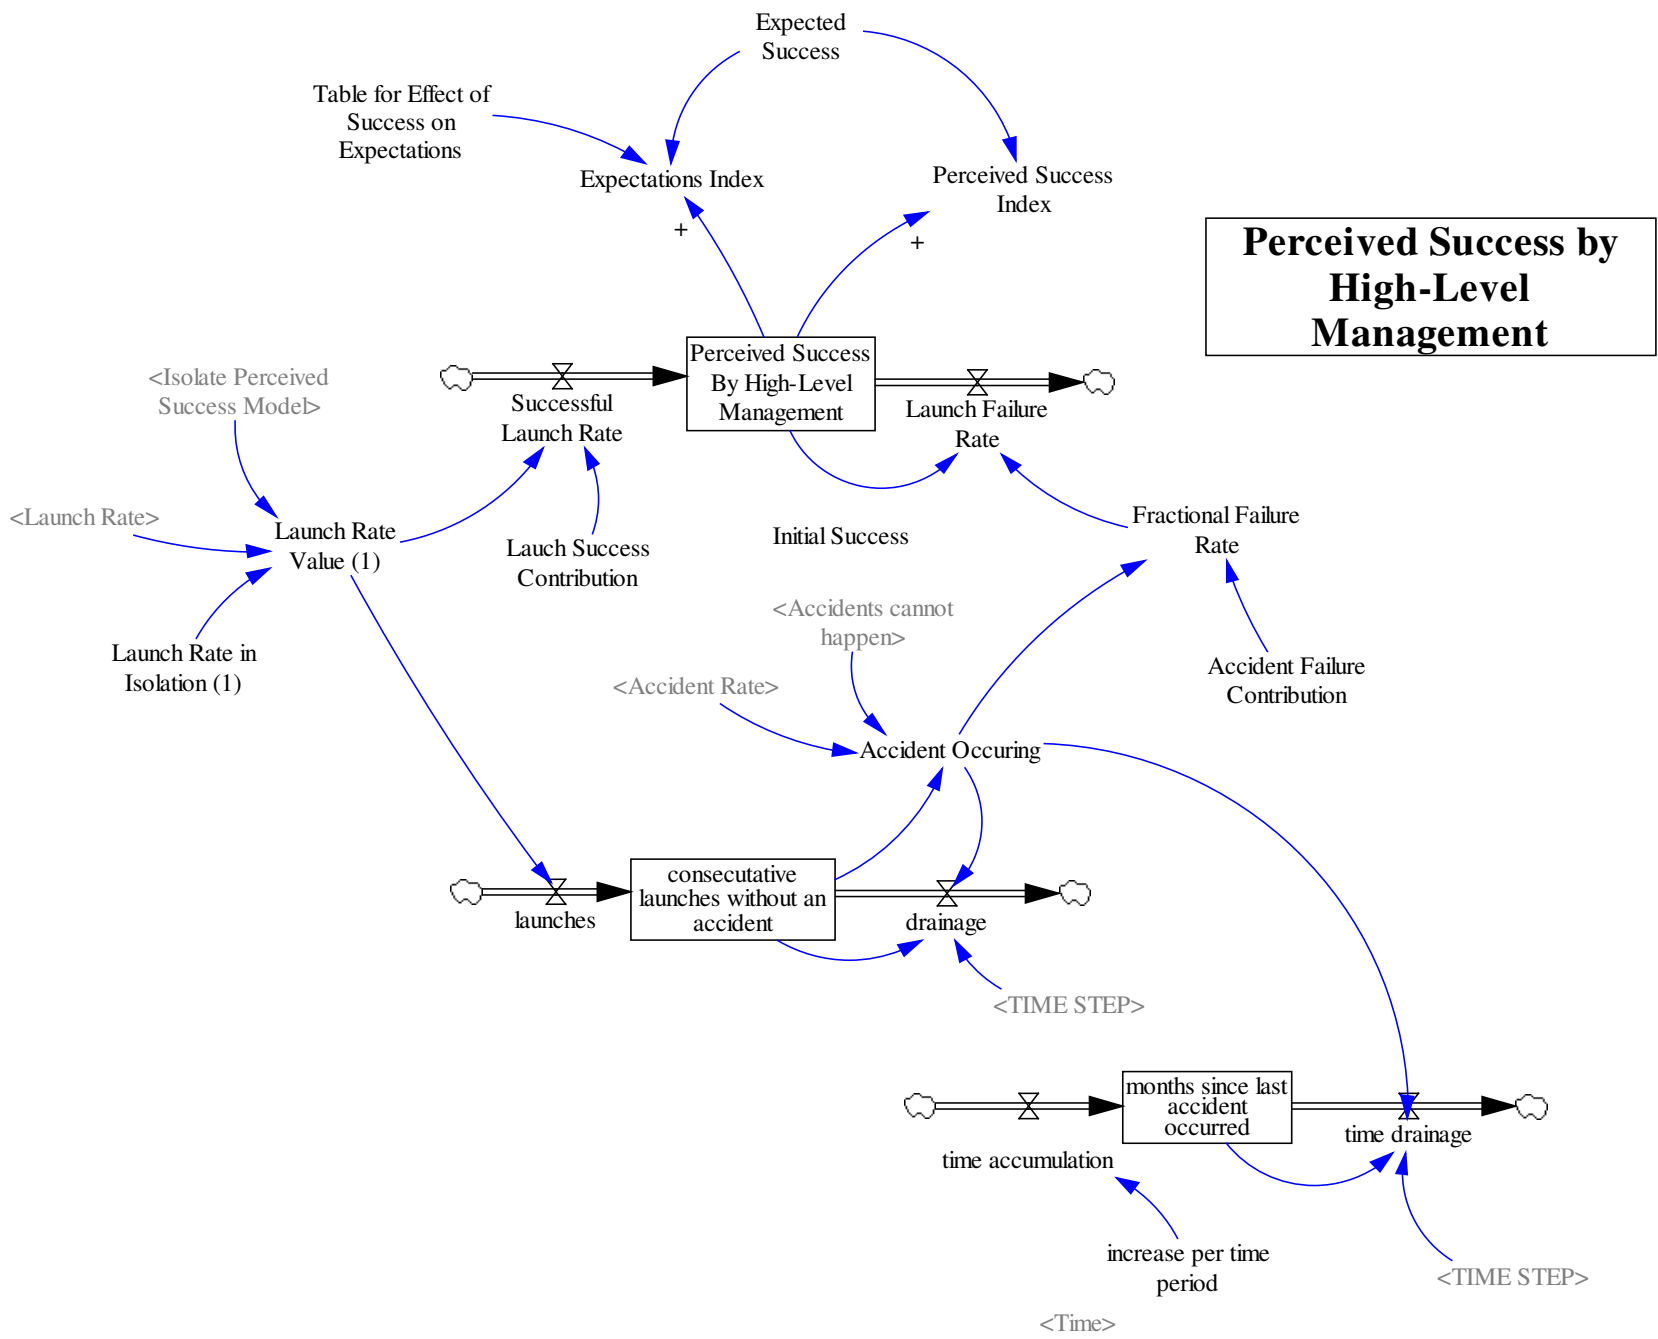 Expected
Success
Table for Effect of
Success on
Expectations
Expectations Index
Perceived Success
Index
+
+
Perceived Success by
High-Level
Management
<Isolate Perceived
Success Model>
Successful
Launch Rate
Perceived Success
By High-Level
Management
Launch Failure
Rate
<Launch Rate>
Launch Rate
Value (1)
Lauch Success
Contribution
Initial Success
Fractional Failure
Rate
Launch Rate in
Isolation (1)
<Accidents cannot
happen>
<Accident Rate>
Accident Failure
Contribution
Accident Occuring
launches
consecutative
launches without an
accident
drainage
<TIME STEP>
time accumulation
months since last
accident
occurred
time drainage
increase per time
period
<TIME STEP>
<Time>